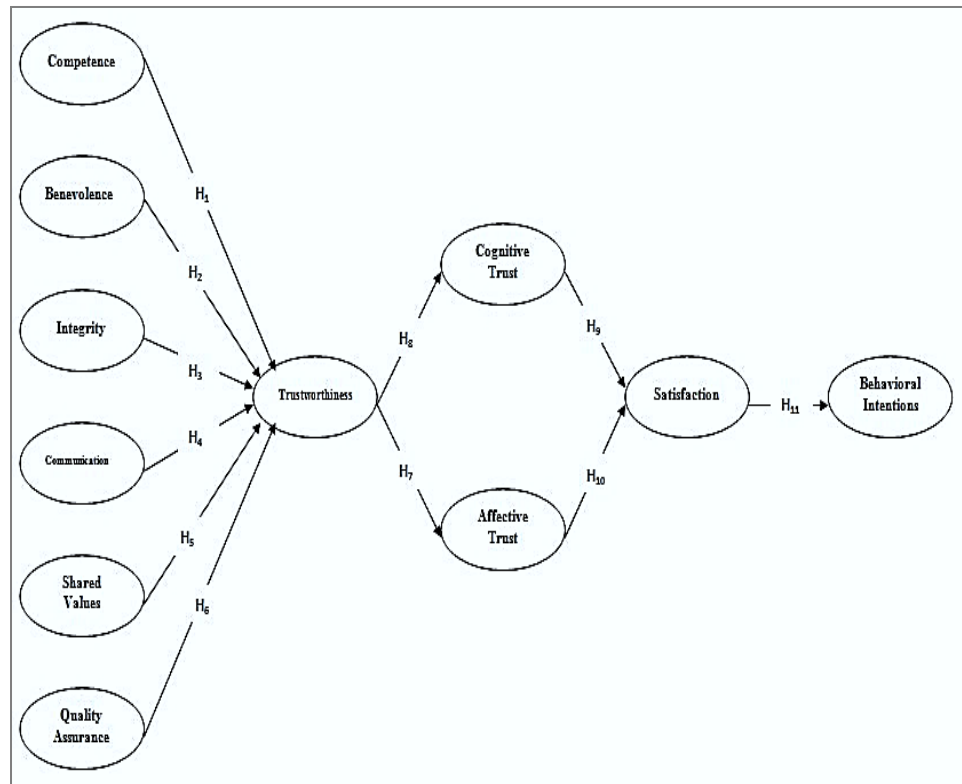 Competence
Benevolence
Integrity
Communication
Shared
Values
Quality
Assurance
H₁
H₂
H₃
H₄
H₅
H₆
Trustworthiness
H₈
H₇
Cognitive
Trust
Affective
Trust
H₉
H₁₀
Satisfaction
H₁₁
Behavioral
Intentions